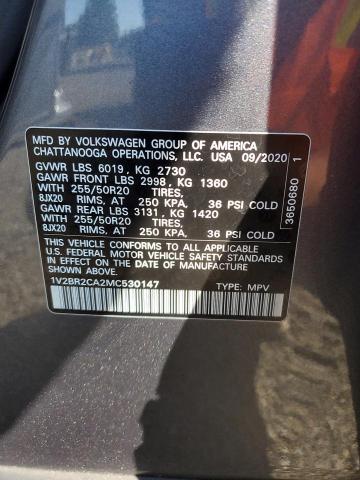 MFD. BY VOLKSWAGEN GROUP OF AMERICA
CHATTANOOGA OPERATIONS, LLC. USA 09/2020
GVWR LBS 6019, KG 2730
GAWR FRONT LBS 2998, KG 1360
WITH 255/50R20 TIRES,
8JX20 RIMS, AT 250 KPA, 36 PSI COLD
GAWR REAR LBS 3131, KG 1420
WITH 255/50R20 TIRES,
8JX20 RIMS, AT 250 KPA, 36 PSI COLD
THIS VEHICLE CONFORMS TO ALL APPLICABLE
U.S. FEDERAL MOTOR VEHICLE SAFETY STANDARDS
IN EFFECT ON THE DATE OF MANUFACTURE
SHOWN ABOVE.
1V2BR2CA2MC530147 TYPE: MPV
3650680 1